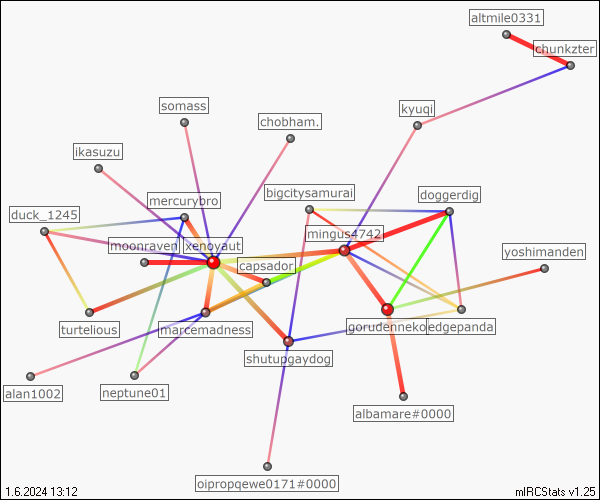 altmile0331
chunkzter
somass
kyuqi
chobham.
ikasuzu
mercurybro
bigcitysamurai
doggerdig
duck_1245
mingus4742
moonraven
xenoyaut
yoshimanden
capsador
turtelious
marcemadness
gorudenneko
edgepanda
shutupgaydog
alan1002
neptune01
albamare#0000
oipropqewe0171#0000
1.6.2024 13:12
mIRCStats v1.25